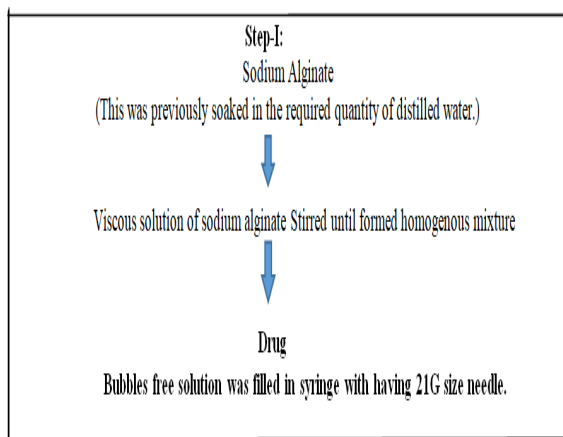 Step-I:
Sodium Alginate
(This was previously soaked in the required quantity of distilled water.)
Viscous solution of sodium alginate Stirred until formed homogenous mixture
Drug
Bubbles free solution was filled in syringe with having 21G size needle.